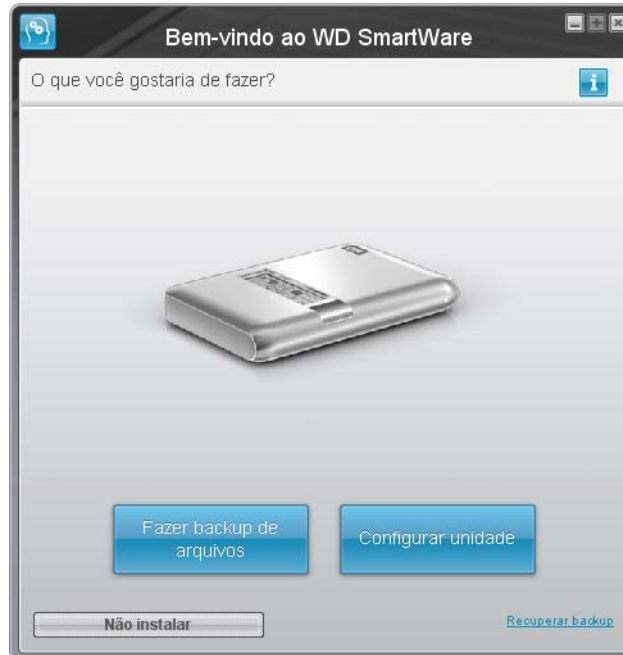 Bem-vindo ao WD SmartWare
O que você gostaria de fazer?
Fazer backup de
arquivos
Configurar unidade
Não instalar
Recuperar backup